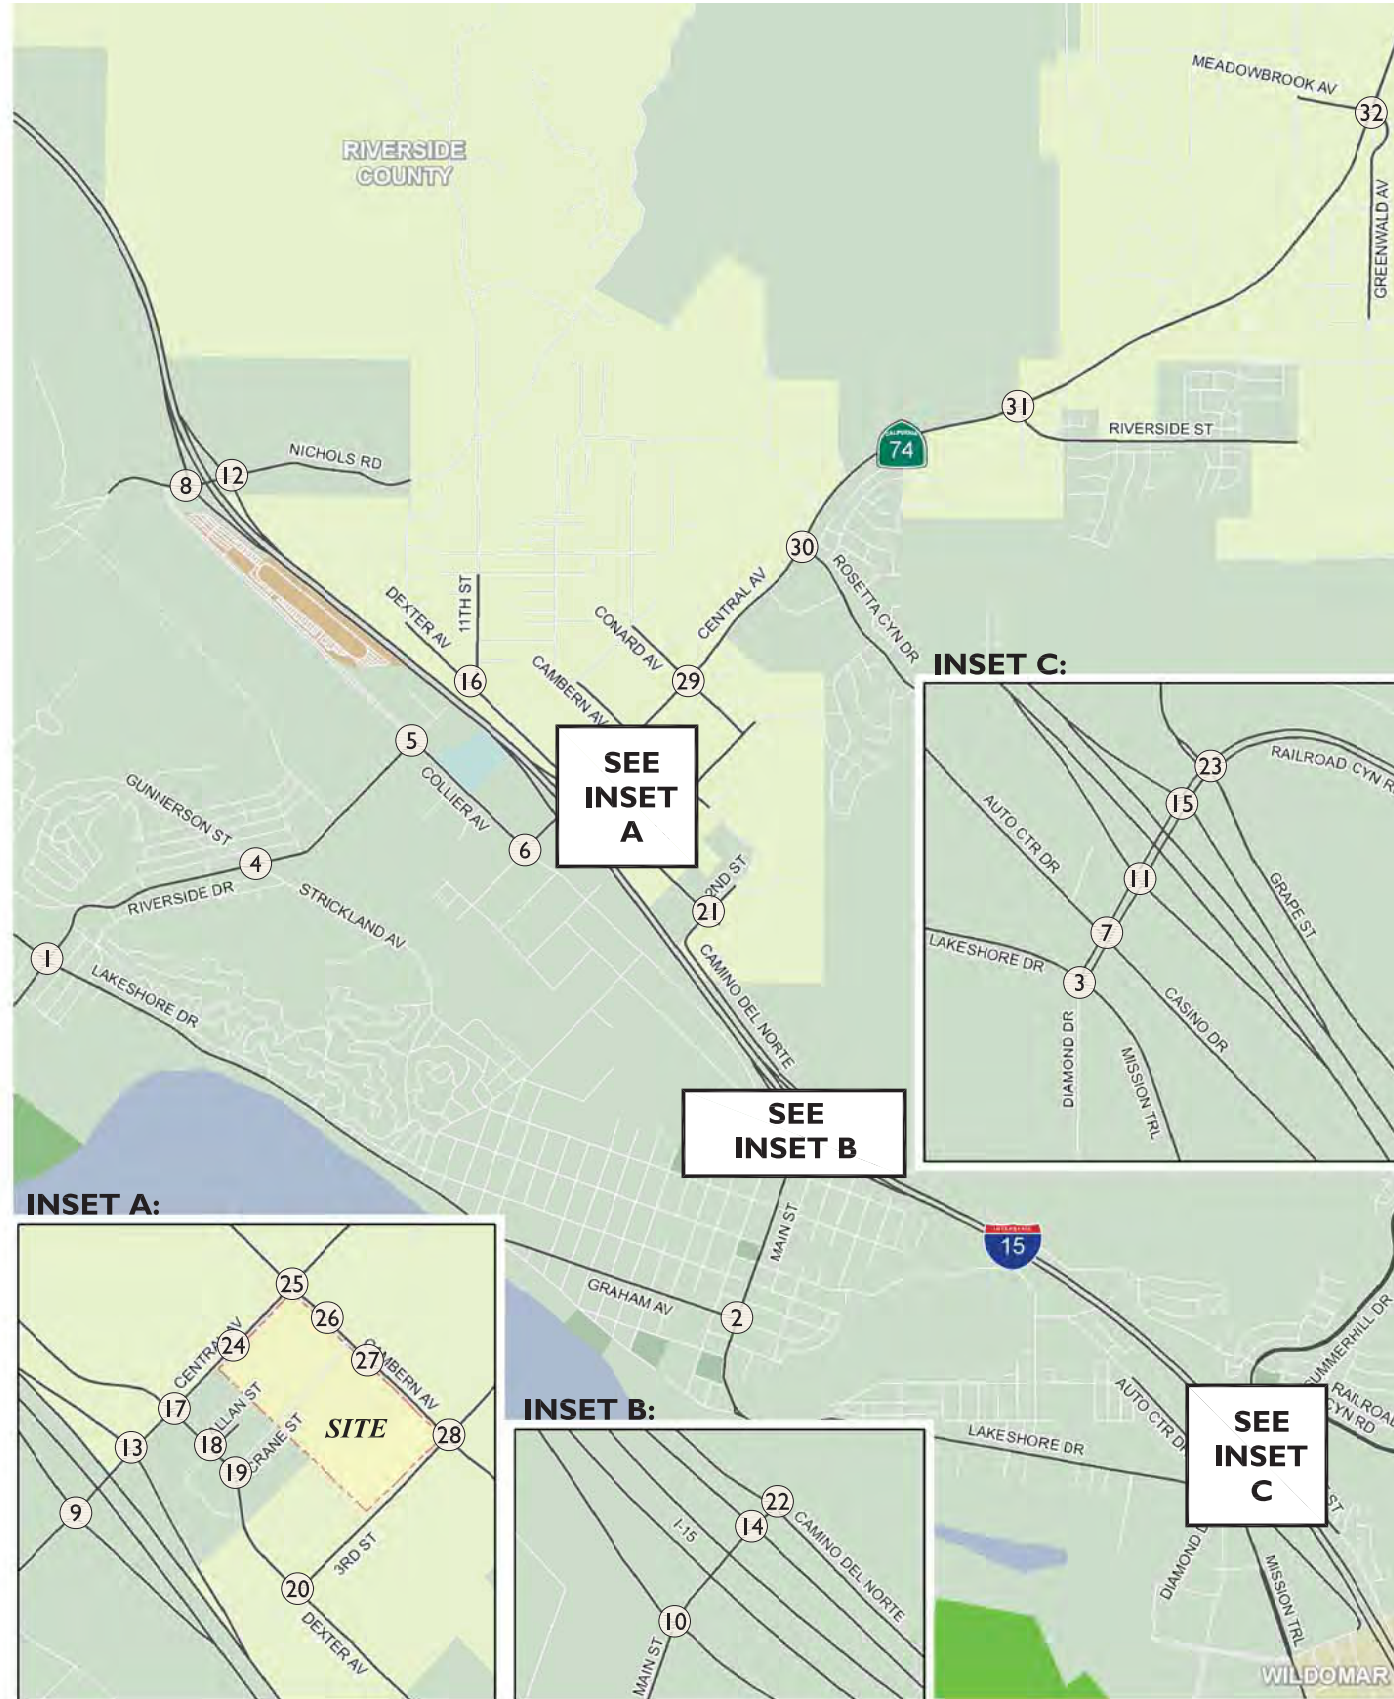 MEADOWBROOK AV
32
RIVERSIDE
COUNTY
GREENWALD AV
31
RIVERSIDE ST
CALIFORNIA
74
NICHOLS RD
12
8
30
ROSETTA CYN DR
CENTRAL AV
DEXTER AV
11TH ST
CONARD AV
CAMBERN AV
16
29
5
COLLIER AV
6
SEE
INSET
A
GUNNERSON ST
4
RIVERSIDE DR
STRICKLAND AV
2ND ST
21
1
LAKESHORE DR
CAMINO DEL NORTE
SEE
INSET B
MAIN ST
INTERSTATE
15
GRAHAM AV
2
SUMMERHILL DR
RAILROAD
CYN RD
AUTO CTR DR
LAKESHORE DR
SEE
INSET
C
ST
DIAMOND D
MISSION TRL
WILDOMAR
INSET C:
23
RAILROAD CYN R
15
AUTO CTR DR
11
GRAPE ST
7
LAKESHORE DR
3
CASINO DR
DIAMOND DR
MISSION TRL
INSET A:
25
26
CENTRAL AV
24
27
CAMBERN AV
17
ALLAN ST
SITE
28
13
18
CRANE ST
19
9
3RD ST
20
DEXTER AV
INSET B:
22
14
I-15
CAMINO DEL NORTE
10
MAIN ST